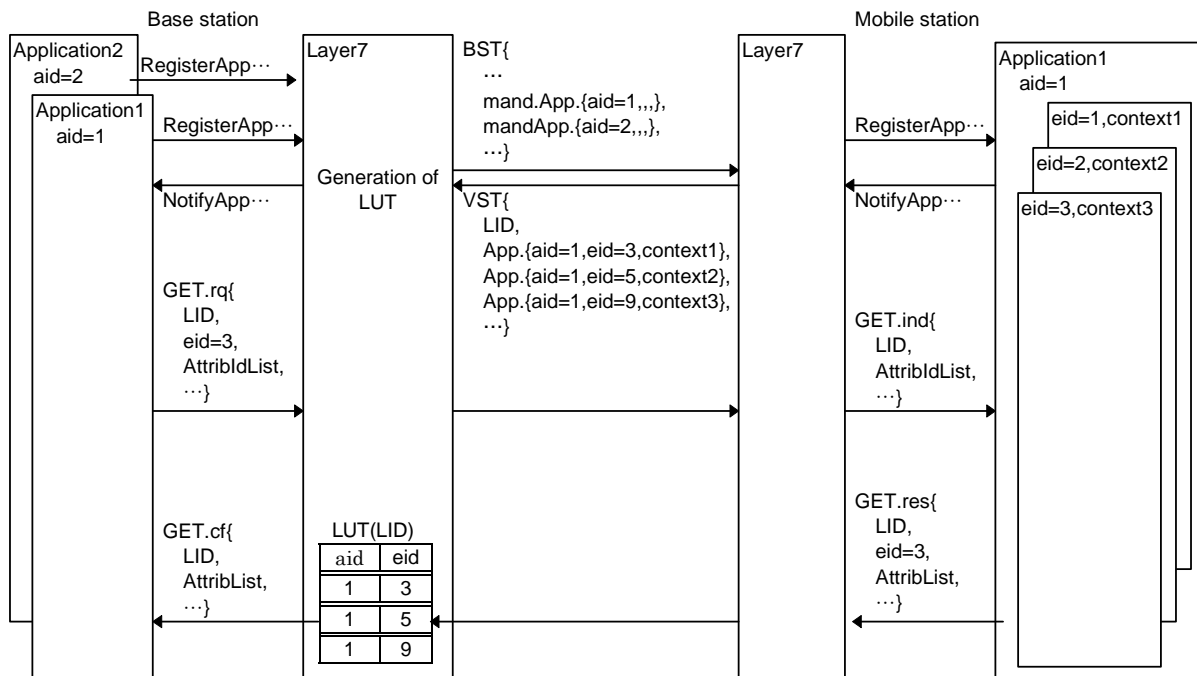 Base station
Mobile station
Application2
aid=2
RegisterApp···
Application1
aid=1
RegisterApp···
NotifyApp···
GET.rq{
LID,
eid=3,
AttribIdList,
···}
GET.cf{
LID,
AttribList,
···}
Layer7
Generation of
LUT
LUT(LID)
aid eid
1 3
1 5
1 9
BST{
···
mand.App.{aid=1,,,},
mandApp.{aid=2,,,},
···}
VST{
LID,
App.{aid=1,eid=3,context1},
App.{aid=1,eid=5,context2},
App.{aid=1,eid=9,context3},
···}
Layer7
RegisterApp···
NotifyApp···
GET.ind{
LID,
AttribIdList,
···}
GET.res{
LID,
eid=3,
AttribList,
···}
Application1
aid=1
eid=1,context1
eid=2,context2
eid=3,context3